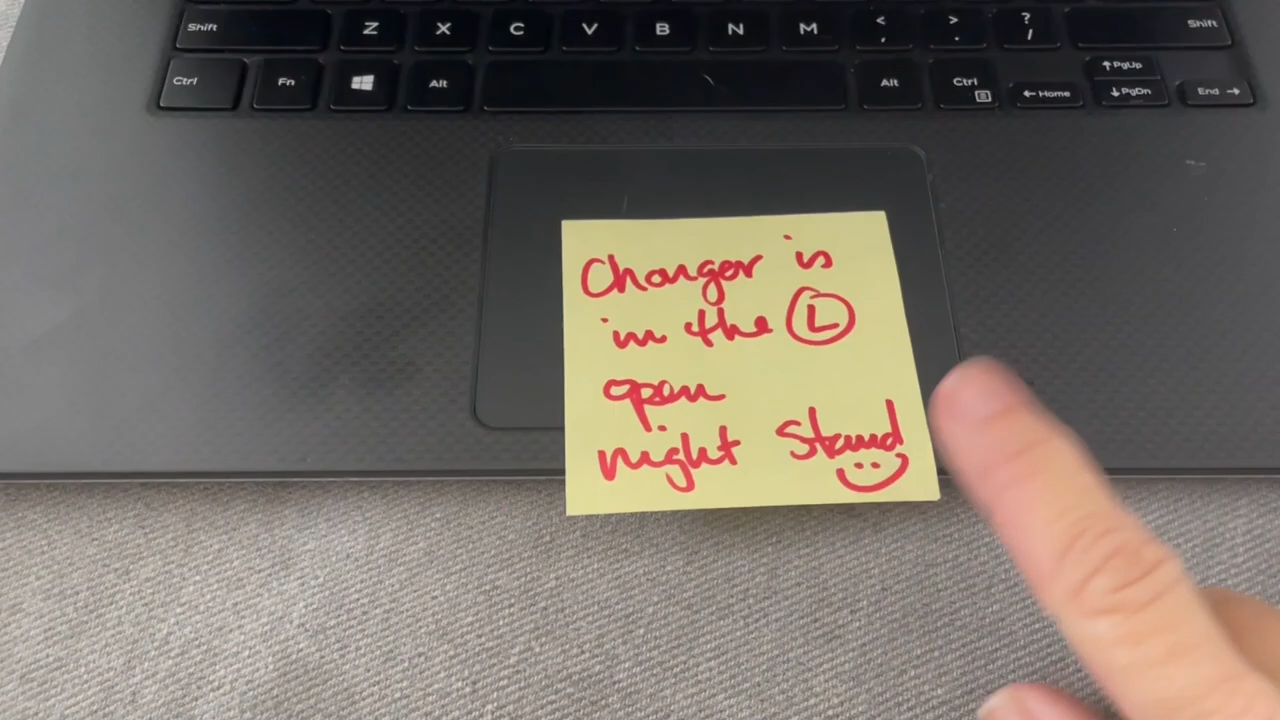 Shift Z X C V B N M < , > . ? / Shift
Ctrl Fn Alt Alt Ctrl ←Home ↑PgUp ↓PgDn End →
Charger is
in the Ⓛ
open
night stand